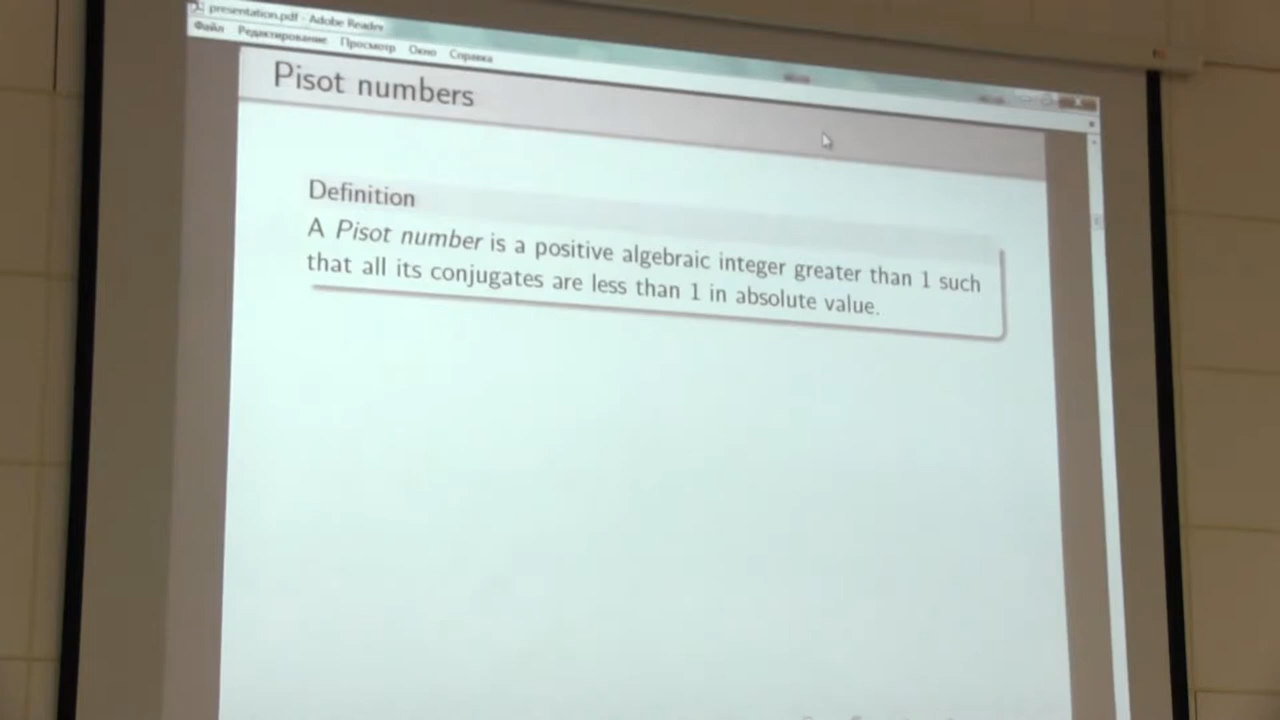 presentation.pdf - Adobe Reader
Файл Редактирование Просмотр Окно Справка
Pisot numbers
Definition
A Pisot number is a positive algebraic integer greater than 1 such
that all its conjugates are less than 1 in absolute value.